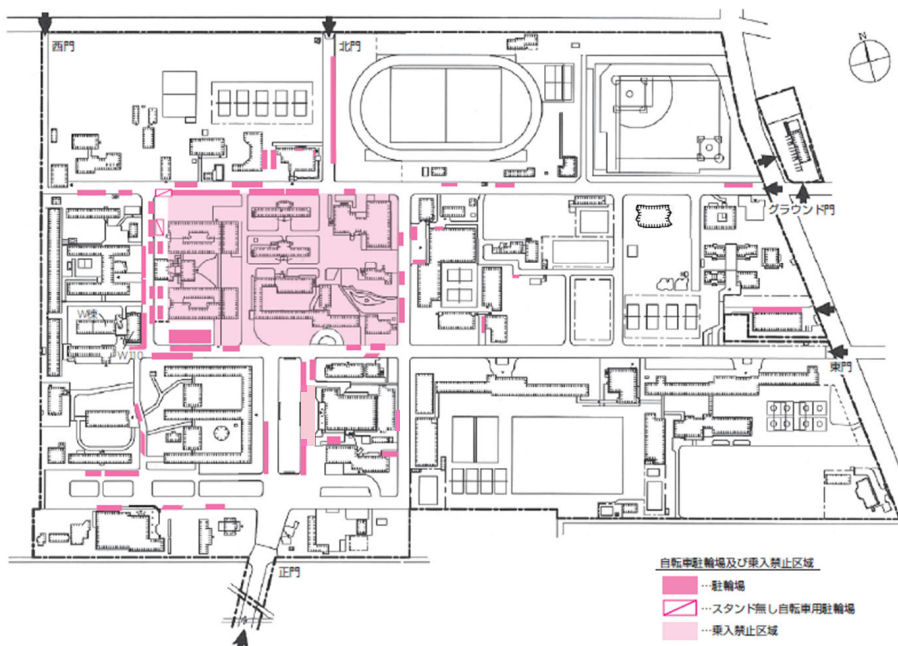 西門
北門
N
グラウンド門
W棟
W110
東門
正門
自転車駐輪場及び乗入禁止区域
…駐輪場
…スタンド無し自転車用駐輪場
…乗入禁止区域